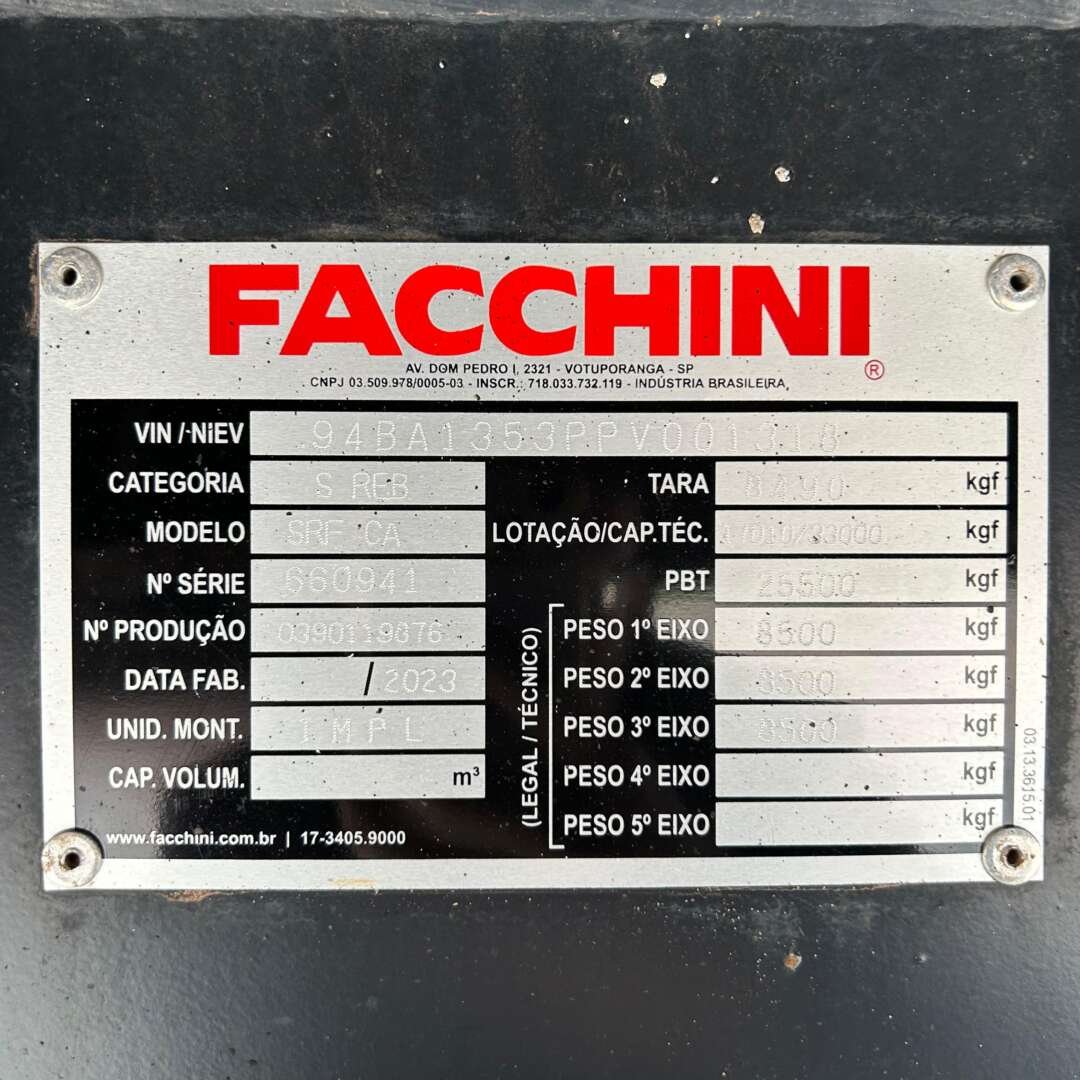 FACCHINI
®
AV. DOM PEDRO I, 2321 - VOTUPORANGA - SP
CNPJ 03.509.978/0005-03 - INSCR.: 718.033.732.119 - INDÚSTRIA BRASILEIRA
VIN / NIEV 94BA1353PPV001318
CATEGORIA S REB
MODELO SRF CA
Nº SÉRIE 660941
Nº PRODUÇÃO 0390119876
DATA FAB. / 2023
UNID. MONT. IMPL
CAP. VOLUM. m³
www.facchini.com.br | 17-3405.9000
TARA 8490 kgf
LOTAÇÃO/CAP.TÉC. 17010/33000 kgf
PBT 25500 kgf
(LEGAL / TÉCNICO)
PESO 1º EIXO 8500 kgf
PESO 2º EIXO 8500 kgf
PESO 3º EIXO 8500 kgf
PESO 4º EIXO kgf
PESO 5º EIXO kgf
03.13.3615.01